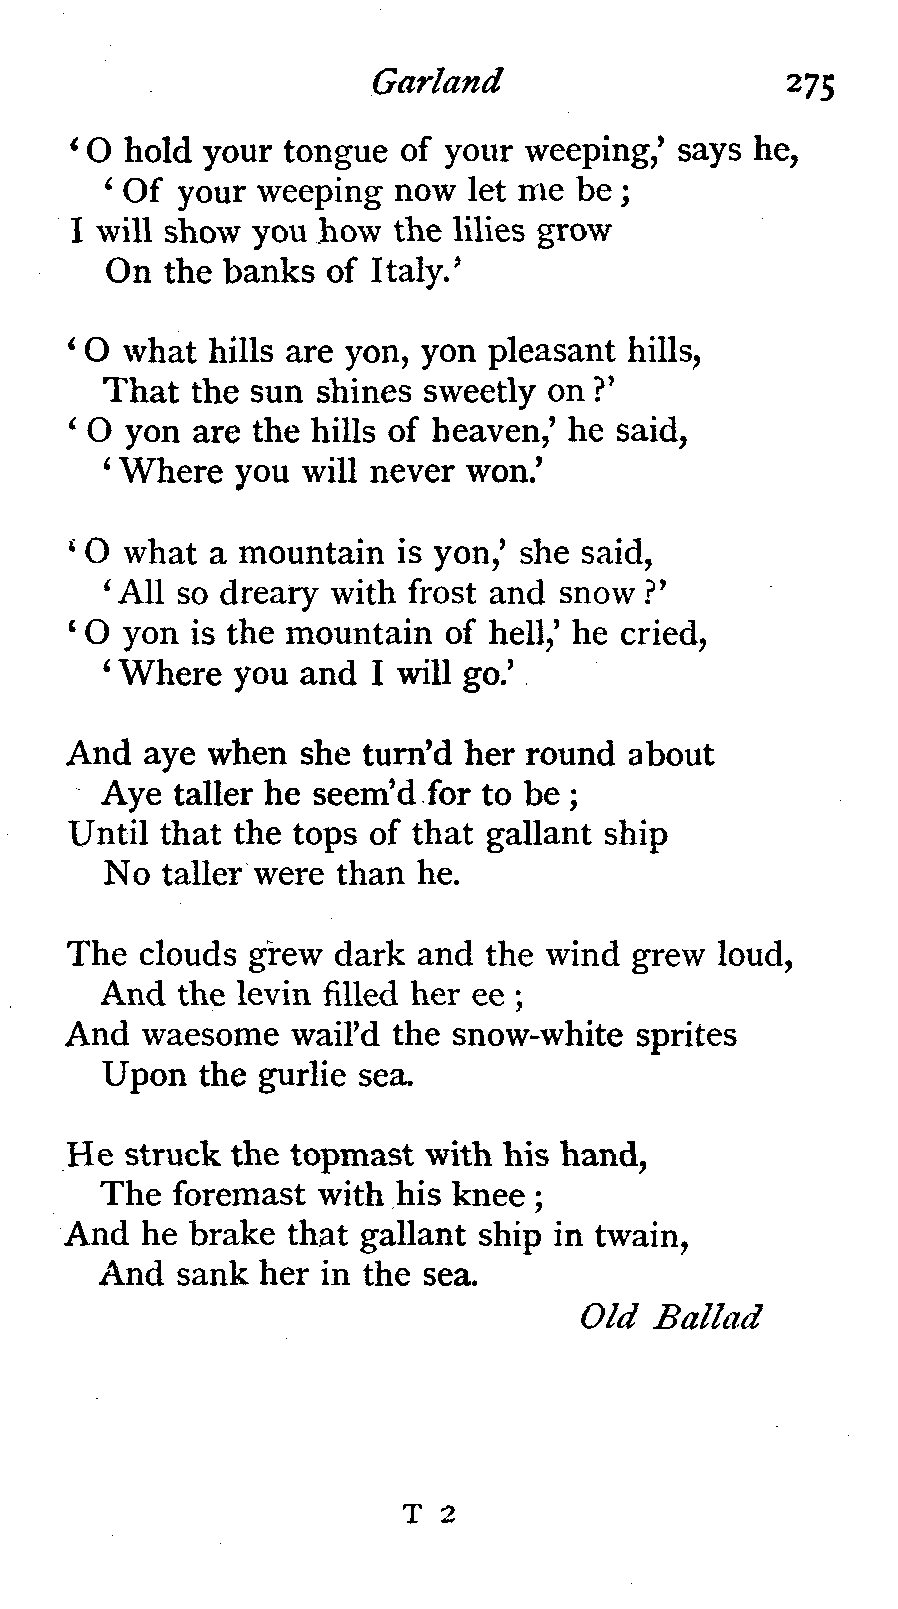 Garland 275
‘O hold your tongue of your weeping,’ says he,
‘Of your weeping now let me be;
I will show you how the lilies grow
On the banks of Italy.’
‘O what hills are yon, yon pleasant hills,
That the sun shines sweetly on?’
‘O yon are the hills of heaven,’ he said,
‘Where you will never won.’
‘O what a mountain is yon,’ she said,
‘All so dreary with frost and snow?’
‘O yon is the mountain of hell,’ he cried,
‘Where you and I will go.’
And aye when she turn’d her round about
Aye taller he seem’d for to be;
Until that the tops of that gallant ship
No taller were than he.
The clouds grew dark and the wind grew loud,
And the levin filled her ee;
And waesome wail’d the snow-white sprites
Upon the gurlie sea.
He struck the topmast with his hand,
The foremast with his knee;
And he brake that gallant ship in twain,
And sank her in the sea.
Old Ballad
T 2